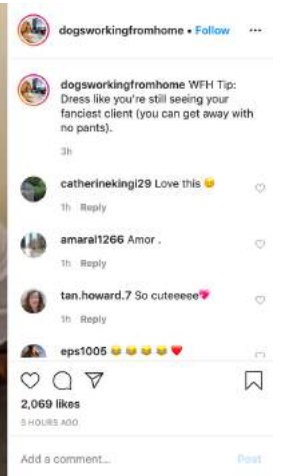 dogsworkingfromhome • Follow ...
dogsworkingfromhome WFH Tip:
Dress like you're still seeing your
fanciest client (you can get away with
no pants).
3h
catherinekingi29 Love this 😊
1h Reply
amaral1266 Amor .
1h Reply
tan.howard.7 So cuteeeee💖
1h Reply
eps1005 😂😂😂😂❤️
2,069 likes
3 HOURS AGO
Add a comment...
Post